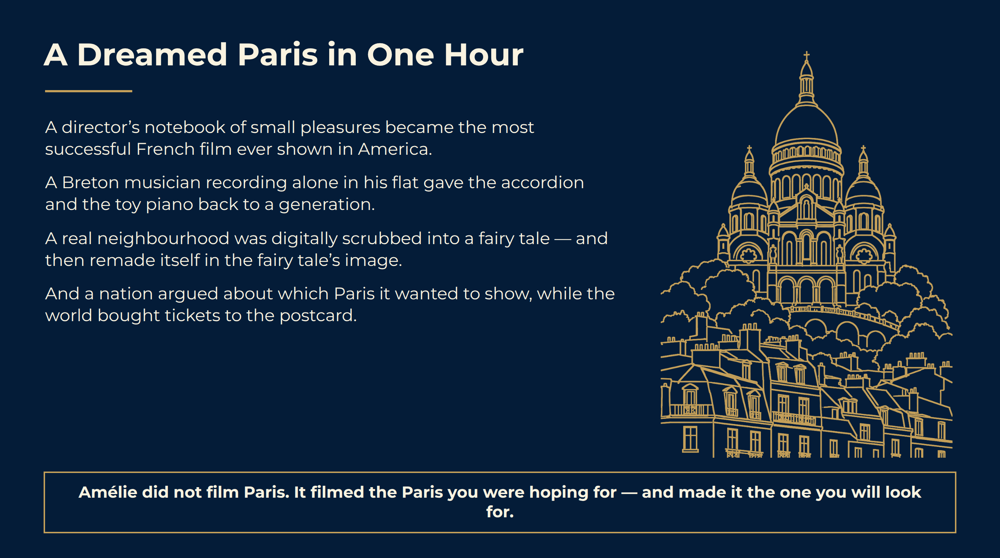 A Dreamed Paris in One Hour
A director’s notebook of small pleasures became the most
successful French film ever shown in America.
A Breton musician recording alone in his flat gave the accordion
and the toy piano back to a generation.
A real neighbourhood was digitally scrubbed into a fairy tale — and
then remade itself in the fairy tale’s image.
And a nation argued about which Paris it wanted to show, while the
world bought tickets to the postcard.
Amélie did not film Paris. It filmed the Paris you were hoping for — and made it the one you will look
for.